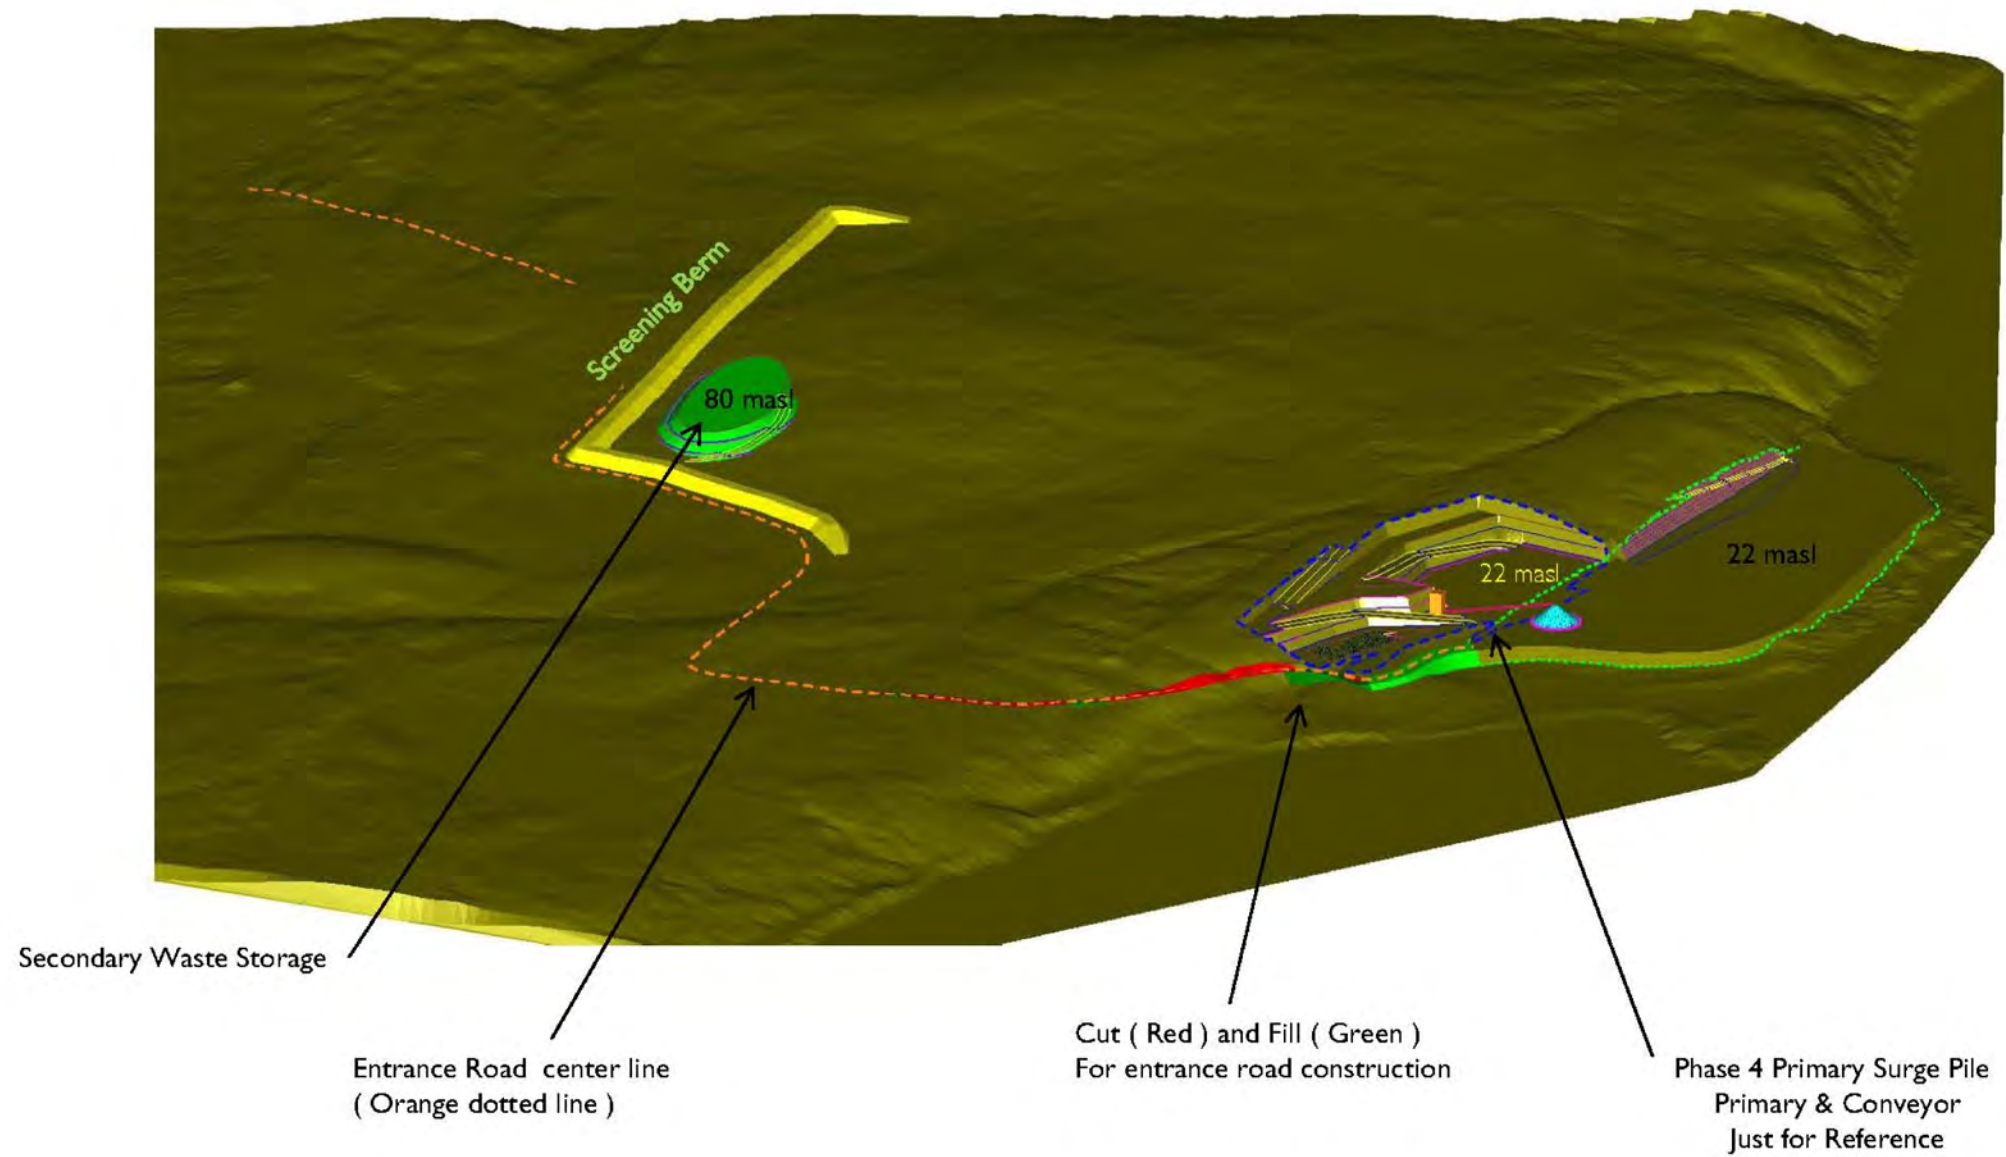 Screening Berm
80 masl
22 masl
22 masl
Secondary Waste Storage
Entrance Road center line
( Orange dotted line )
Cut ( Red ) and Fill ( Green )
For entrance road construction
Phase 4 Primary Surge Pile
Primary & Conveyor
Just for Reference